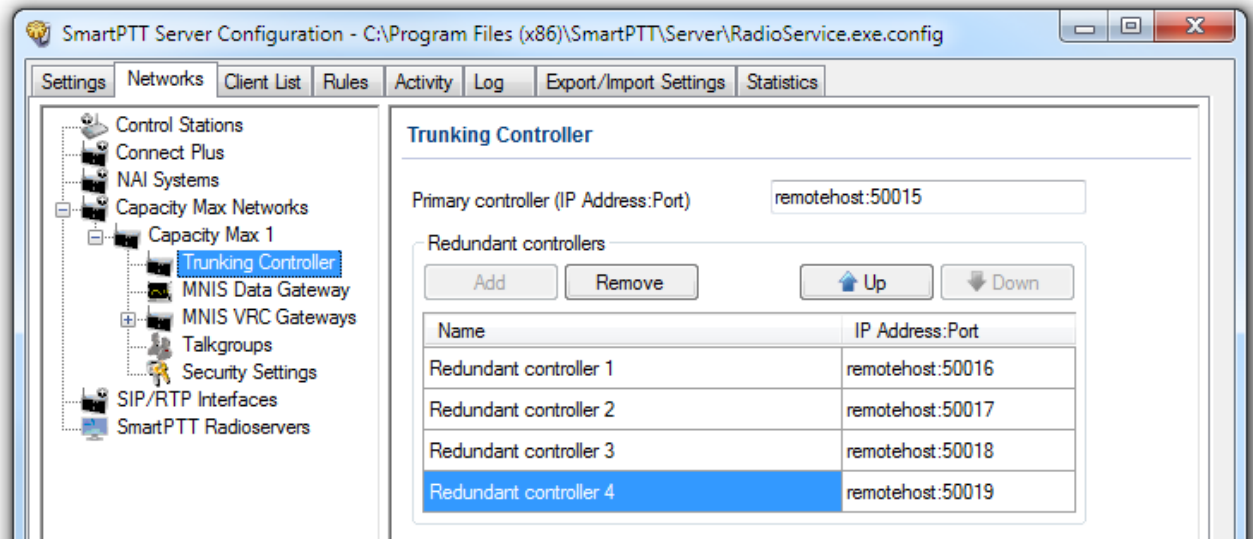 SmartPTT Server Configuration - C:\Program Files (x86)\SmartPTT\Server\RadioService.exe.config
Settings Networks Client List Rules Activity Log Export/Import Settings Statistics
Control Stations
Connect Plus
NAI Systems
Capacity Max Networks
Capacity Max 1
Trunking Controller
MNIS Data Gateway
MNIS VRC Gateways
Talkgroups
Security Settings
SIP/RTP Interfaces
SmartPTT Radioservers
Trunking Controller
Primary controller (IP Address:Port) remotehost:50015
Redundant controllers
Add Remove Up Down
Name IP Address:Port
Redundant controller 1 remotehost:50016
Redundant controller 2 remotehost:50017
Redundant controller 3 remotehost:50018
Redundant controller 4 remotehost:50019